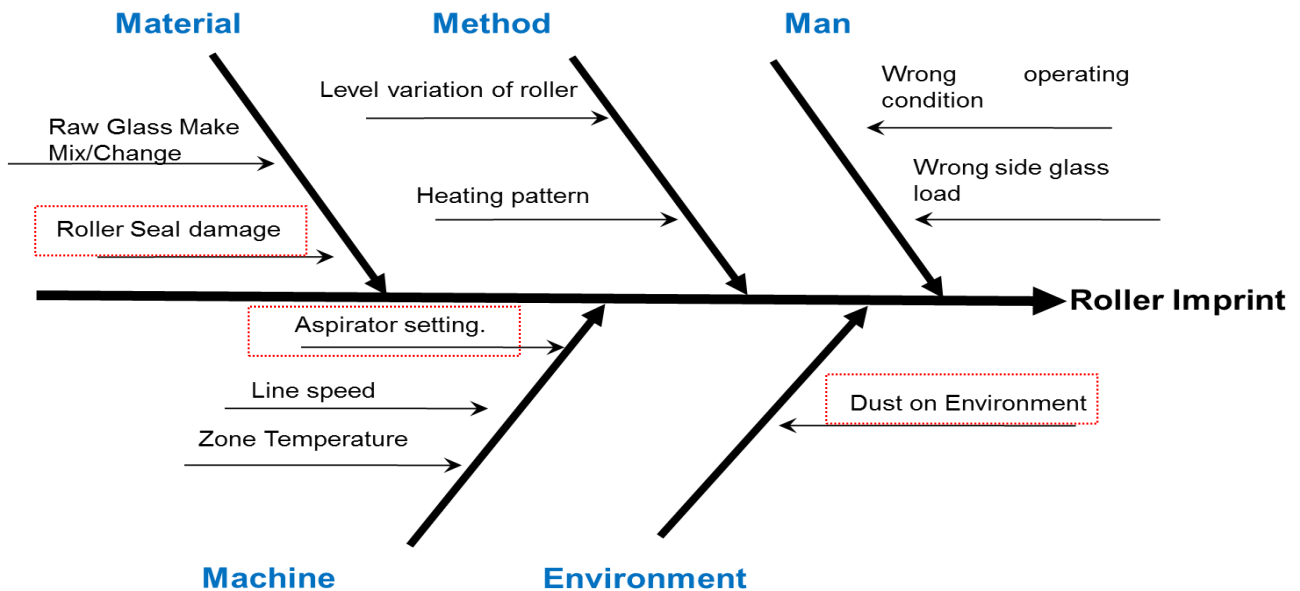 Material
Method
Man
Level variation of roller
Wrong operating
condition
Raw Glass Make
Mix/Change
Heating pattern
Wrong side glass
load
Roller Seal damage
Roller Imprint
Aspirator setting.
Line speed
Dust on Environment
Zone Temperature
Machine
Environment